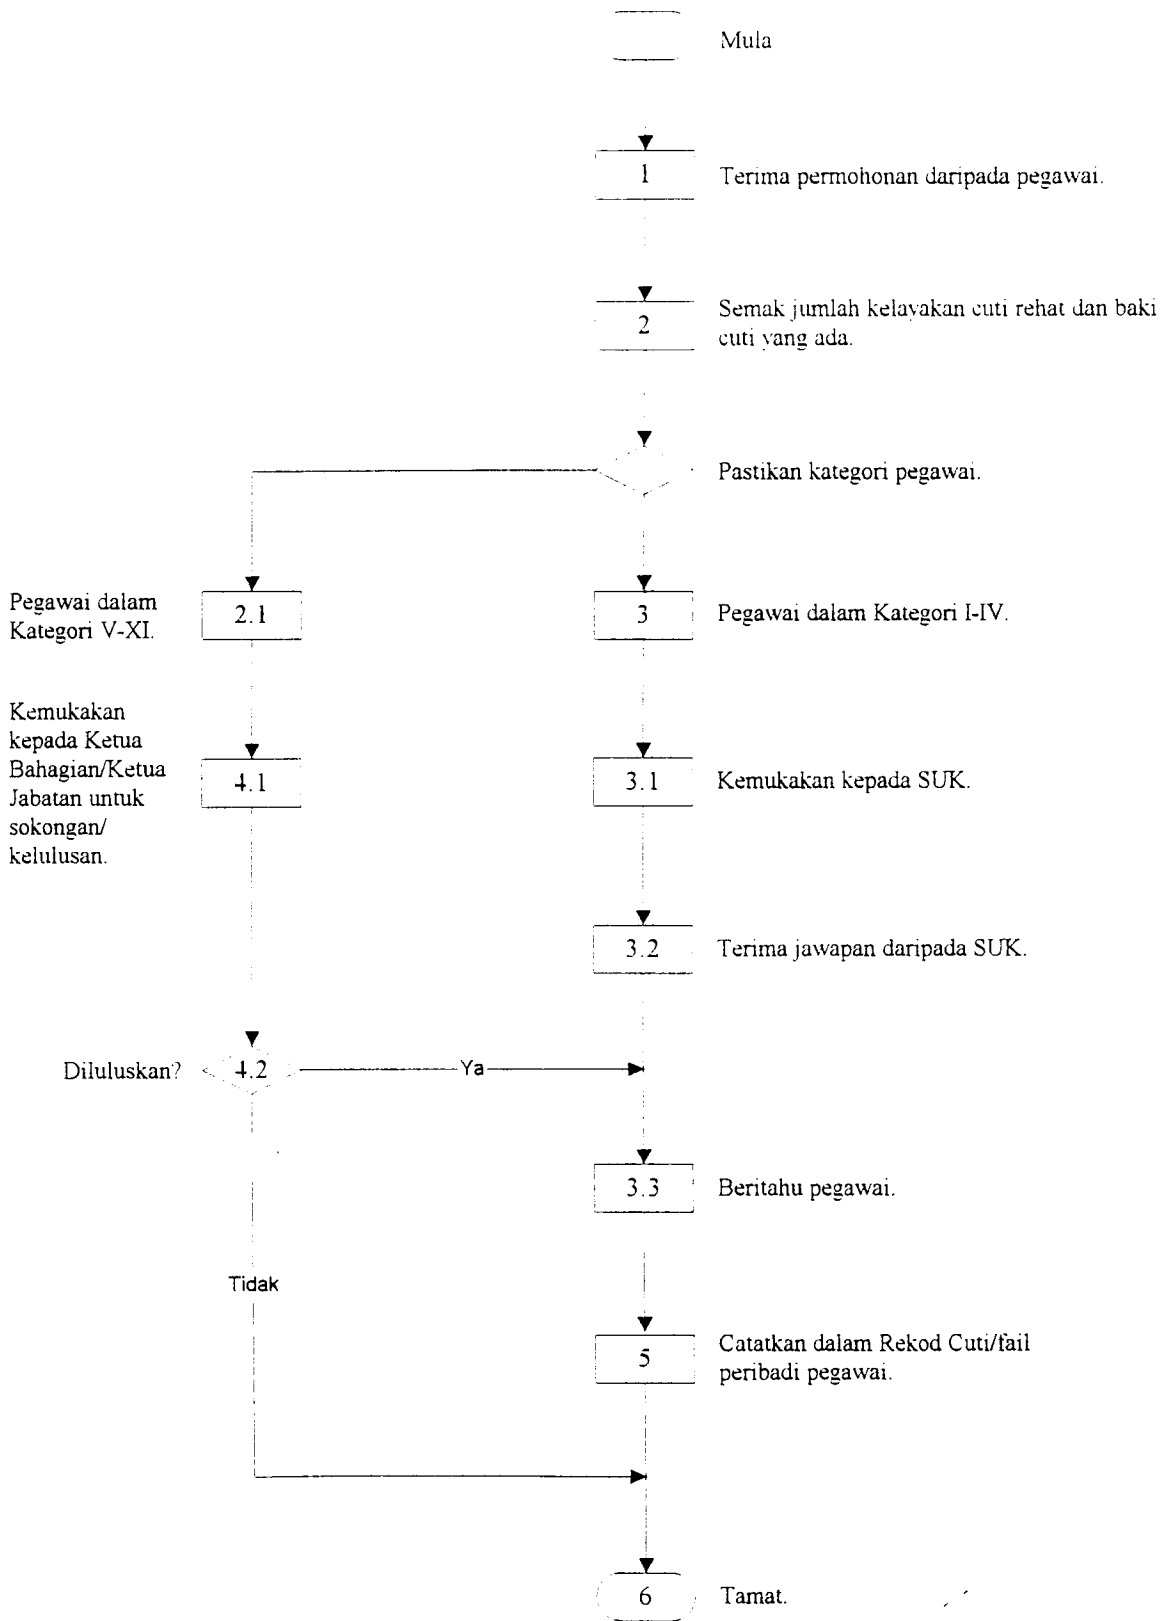 Mula
1
Terima permohonan daripada pegawai.
2
Semak jumlah kelayakan cuti rehat dan baki
cuti yang ada.
Pastikan kategori pegawai.
Pegawai dalam
Kategori V-XI.
2.1
3
Pegawai dalam Kategori I-IV.
Kemukakan
kepada Ketua
Bahagian/Ketua
Jabatan untuk
sokongan/
kelulusan.
4.1
3.1
Kemukakan kepada SUK.
3.2
Terima jawapan daripada SUK.
Diluluskan?
4.2
Ya
3.3
Beritahu pegawai.
Tidak
5
Catatkan dalam Rekod Cuti/fail
peribadi pegawai.
6
Tamat.